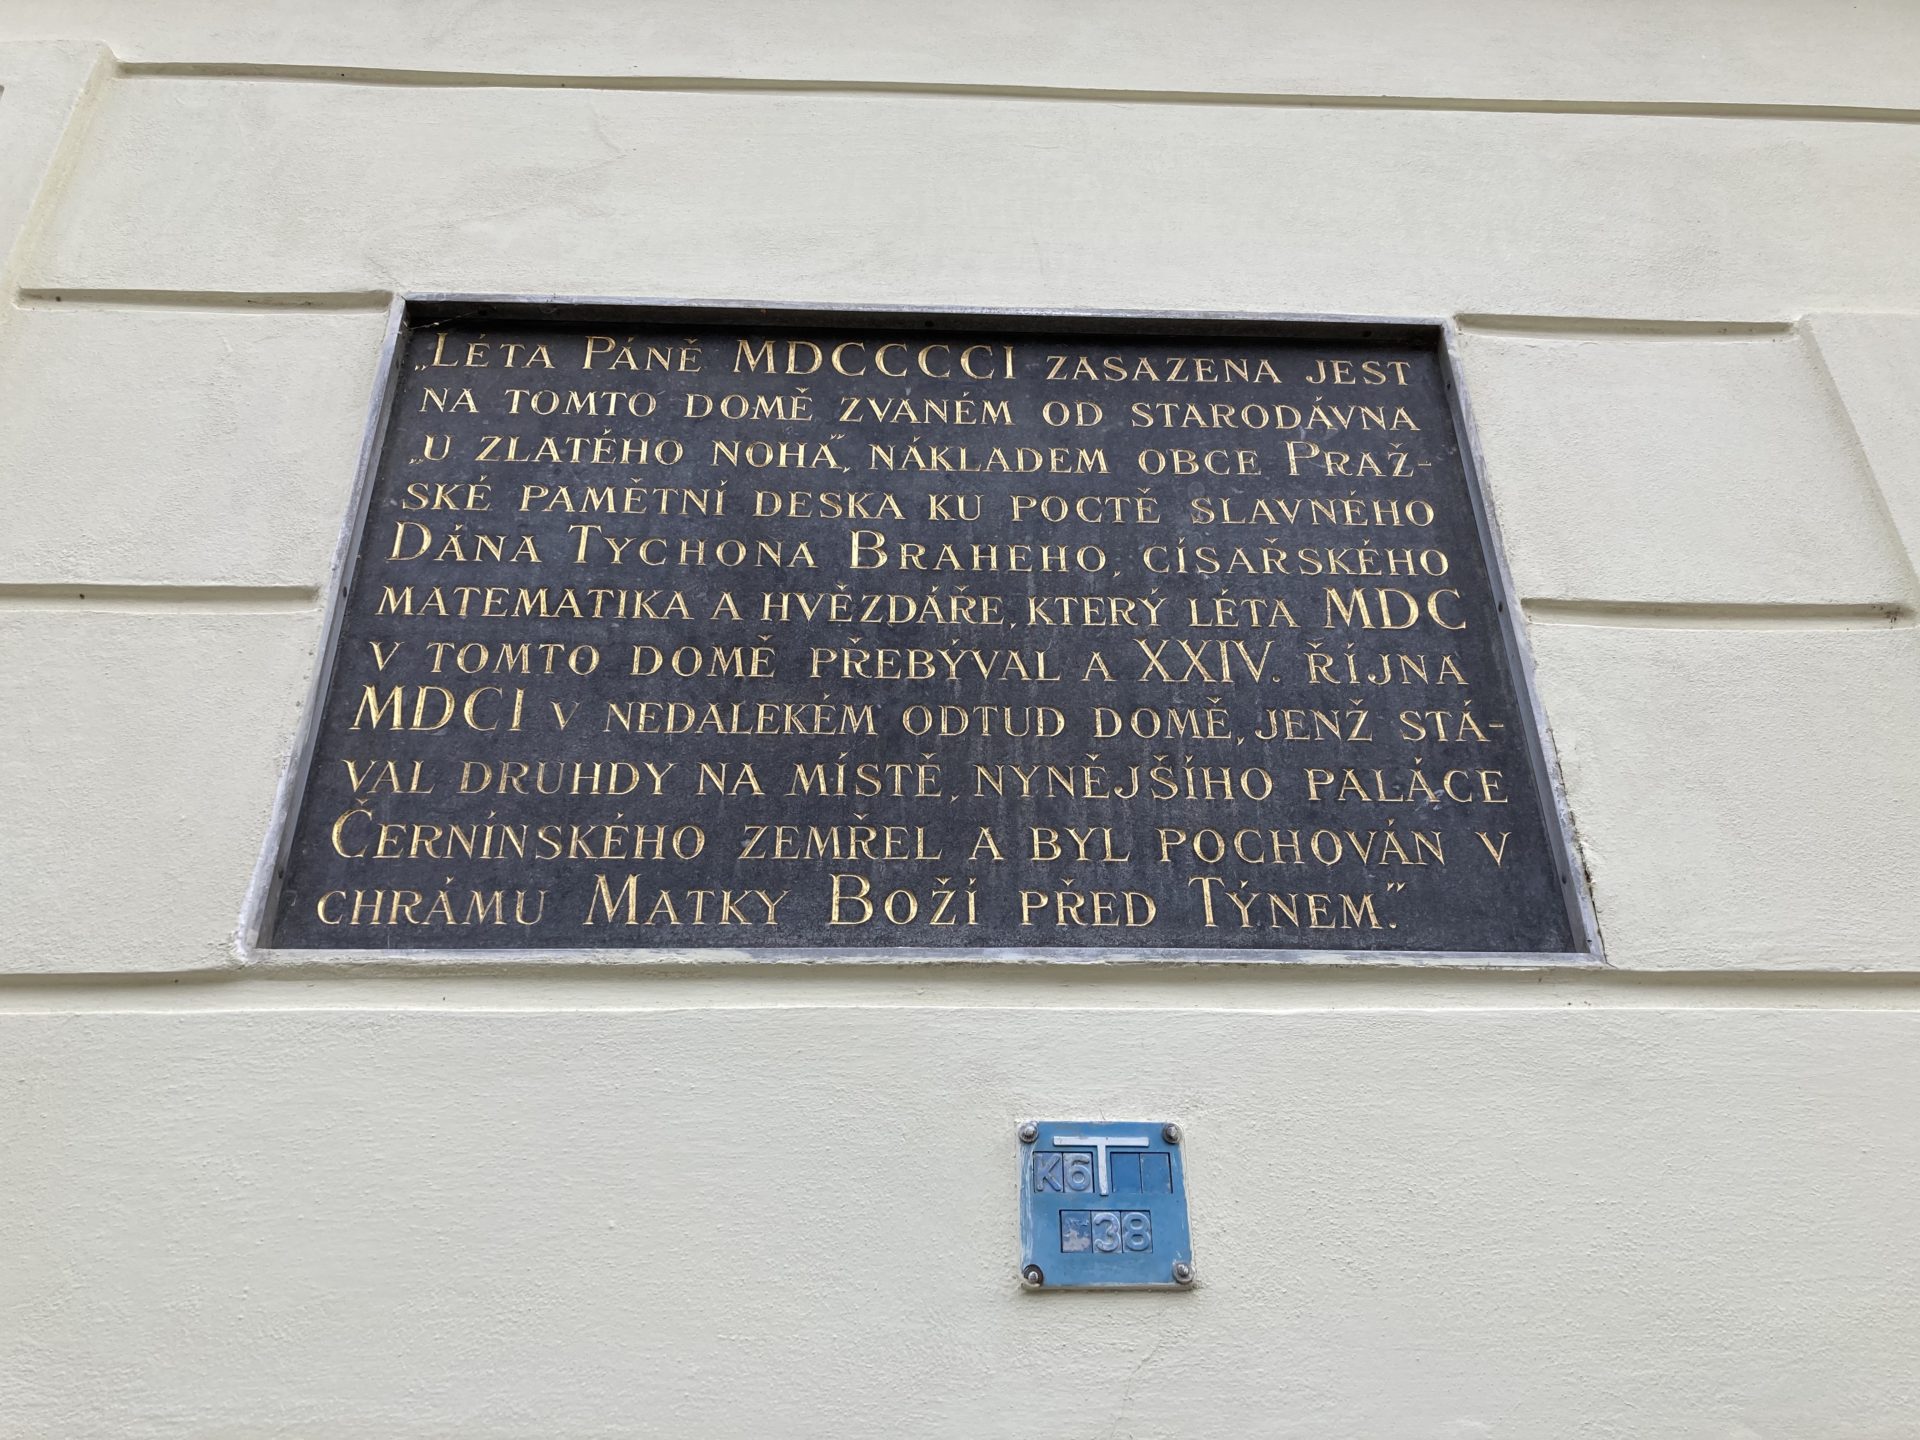 „Léta Páně MDCCCCI zasazena jest
na tomto domě zvaném od starodávna
„u zlatého noha“, nákladem obce Praž-
ské pamětní deska ku poctě slavného
Dána Tychona Braheho, císařského
matematika a hvězdáře, který léta MDC
v tomto domě přebýval a XXIV. října
MDCI v nedalekém odtud domě, jenž stá-
val druhdy na místě, nynějšího paláce
Černínského zemřel a byl pochován v
chrámu Matky Boží před Týnem.“
T
K6
38